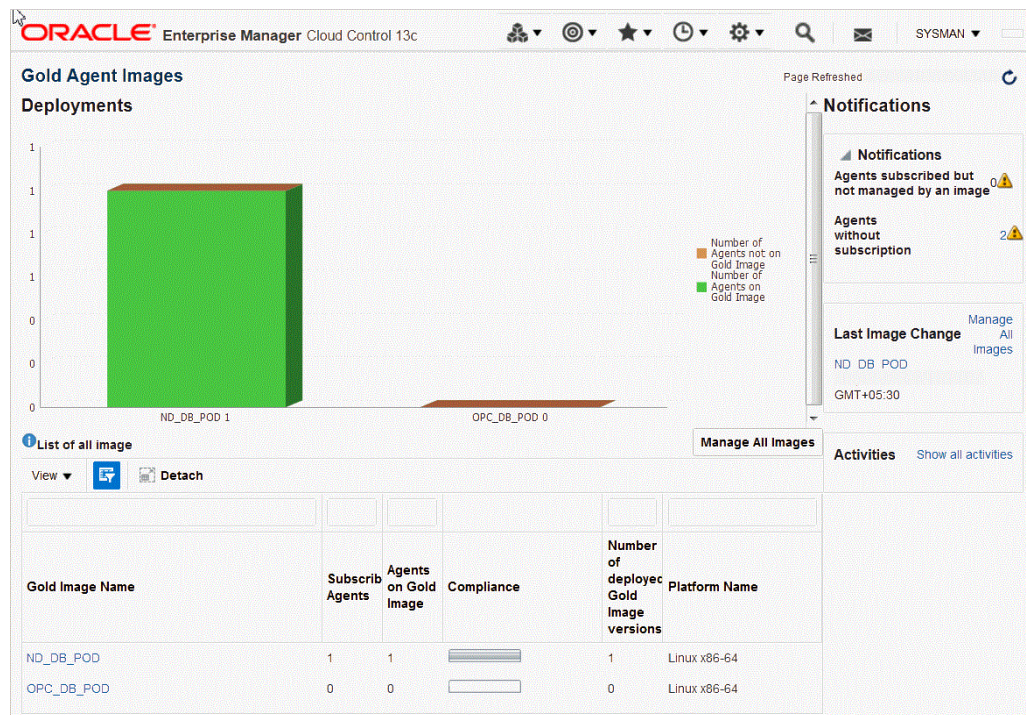 ORACLE Enterprise Manager Cloud Control 13c
SYSMAN
Gold Agent Images
Page Refreshed
Deployments
1
1
1
1
0
0
0
ND_DB_POD 1
OPC_DB_POD 0
Number of
Agents not on
Gold Image
Number of
Agents on
Gold Image
Notifications
Notifications
Agents subscribed but
not managed by an image 0
Agents
without
subscription
2
Last Image Change
Manage
All
Images
ND_DB_POD
GMT+05:30
Activities Show all activities
List of all image
Manage All Images
View
Detach
Gold Image Name
Subscrib
Agents
Agents
on Gold
Image
Compliance
Number
of
deployed
Gold
Image
versions
Platform Name
ND_DB_POD 1 1 1 Linux x86-64
OPC_DB_POD 0 0 0 Linux x86-64